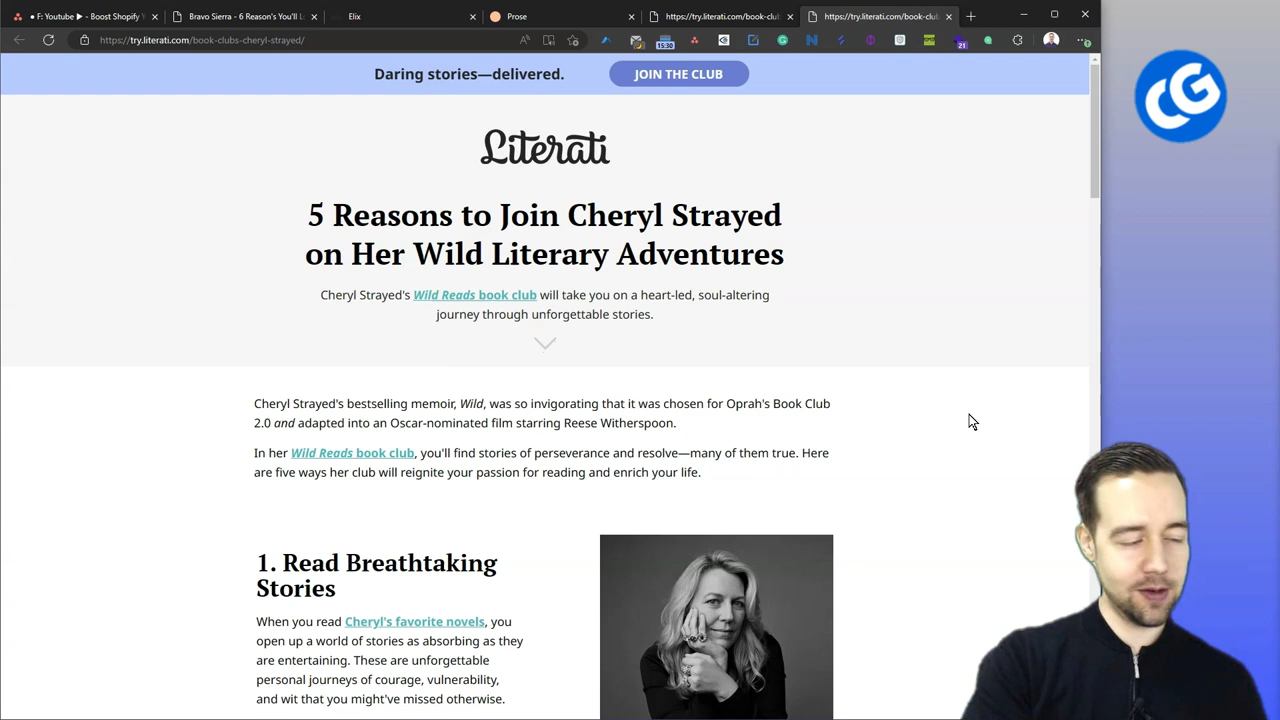 F: Youtube ▶ - Boost Shopify
Bravo Sierra - 6 Reason's You'll L
Elix
Prose
https://try.literati.com/book-club
https://try.literati.com/book-club
https://try.literati.com/book-clubs-cheryl-strayed/
15:30
21
Daring stories—delivered.
JOIN THE CLUB
CG
Literati
5 Reasons to Join Cheryl Strayed
on Her Wild Literary Adventures
Cheryl Strayed's Wild Reads book club will take you on a heart-led, soul-altering
journey through unforgettable stories.
Cheryl Strayed's bestselling memoir, Wild, was so invigorating that it was chosen for Oprah's Book Club
2.0 and adapted into an Oscar-nominated film starring Reese Witherspoon.
In her Wild Reads book club, you'll find stories of perseverance and resolve—many of them true. Here
are five ways her club will reignite your passion for reading and enrich your life.
1. Read Breathtaking
Stories
When you read Cheryl's favorite novels, you
open up a world of stories as absorbing as they
are entertaining. These are unforgettable
personal journeys of courage, vulnerability,
and wit that you might've missed otherwise.